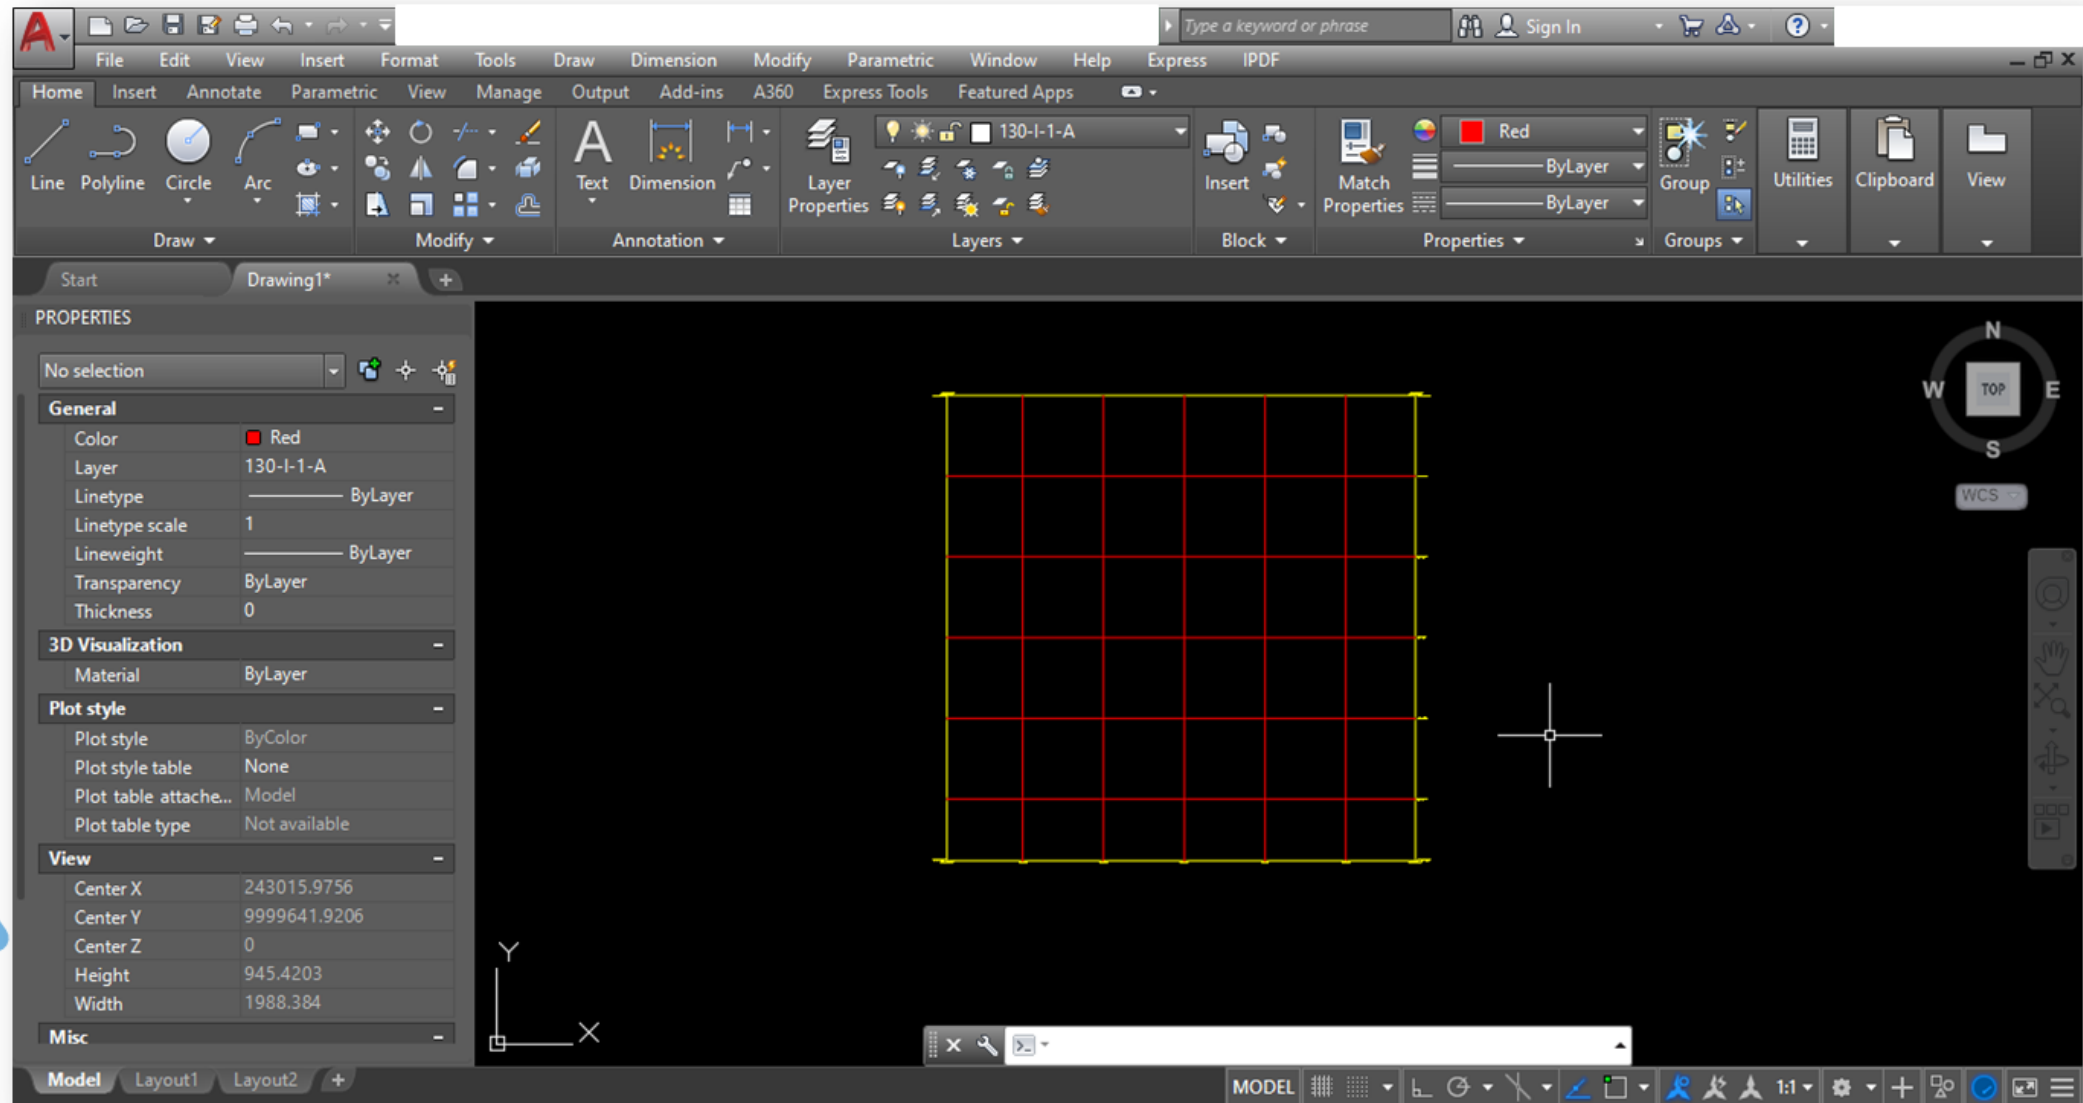 A
Type a keyword or phrase Sign In
File Edit View Insert Format Tools Draw Dimension Modify Parametric Window Help Express IPDF
Home Insert Annotate Parametric View Manage Output Add-ins A360 Express Tools Featured Apps
130-I-1-A Red
A
ByLayer
Line Polyline Circle Arc Text Dimension Layer Properties Insert Match Properties Group Utilities Clipboard View
ByLayer
Draw Modify Annotation Layers Block Properties Groups
Start Drawing1*
PROPERTIES
No selection
General
Color Red
Layer 130-I-1-A
Linetype ByLayer
Linetype scale 1
Lineweight ByLayer
Transparency ByLayer
Thickness 0
3D Visualization
Material ByLayer
Plot style
Plot style ByColor
Plot style table None
Plot table attache... Model
Plot table type Not available
View
Center X 243015.9756
Center Y 9999641.9206
Center Z 0
Height 945.4203
Width 1988.384
Misc
N
W TOP E
S
WCS
Y
X
Model Layout1 Layout2 +
MODEL 1:1